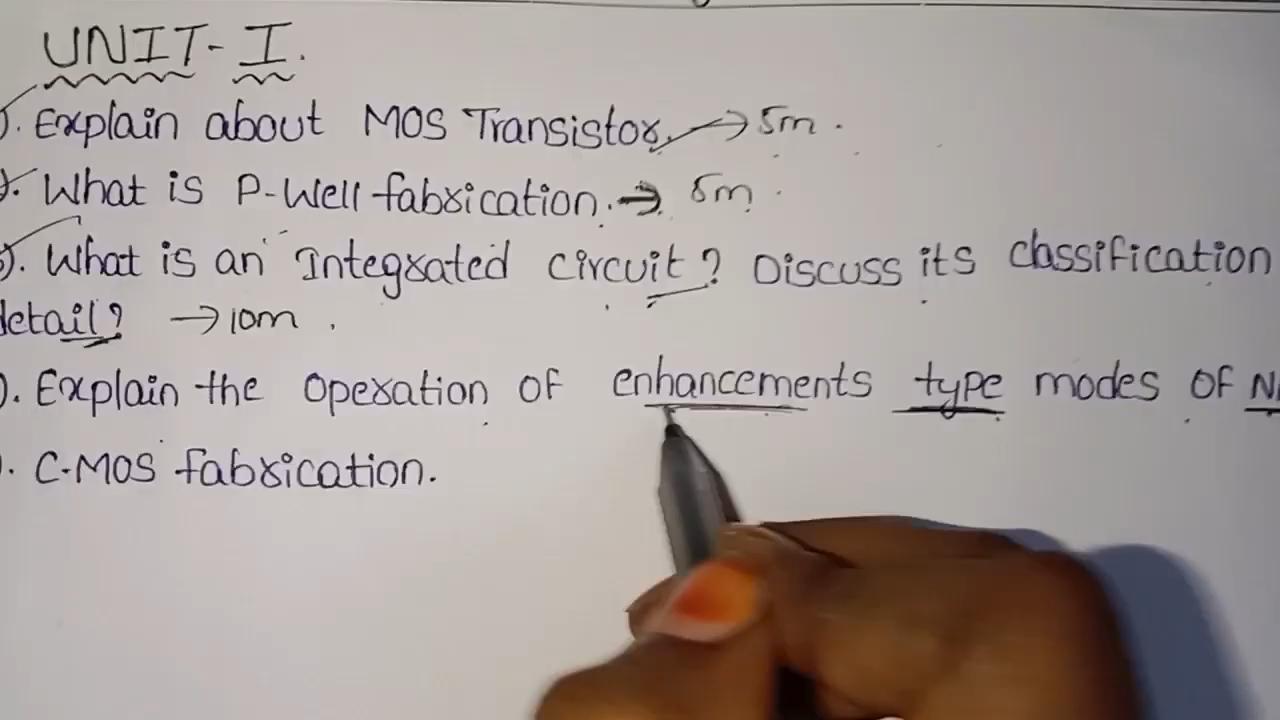 UNIT-I.
). Explain about MOS Transistor. → 5m.
). What is P-Well fabrication. → 5m.
). What is an Integrated circuit? Discuss its classification
detail? → 10m.
). Explain the Operation of enhancements type modes of
). C-MOS fabrication.